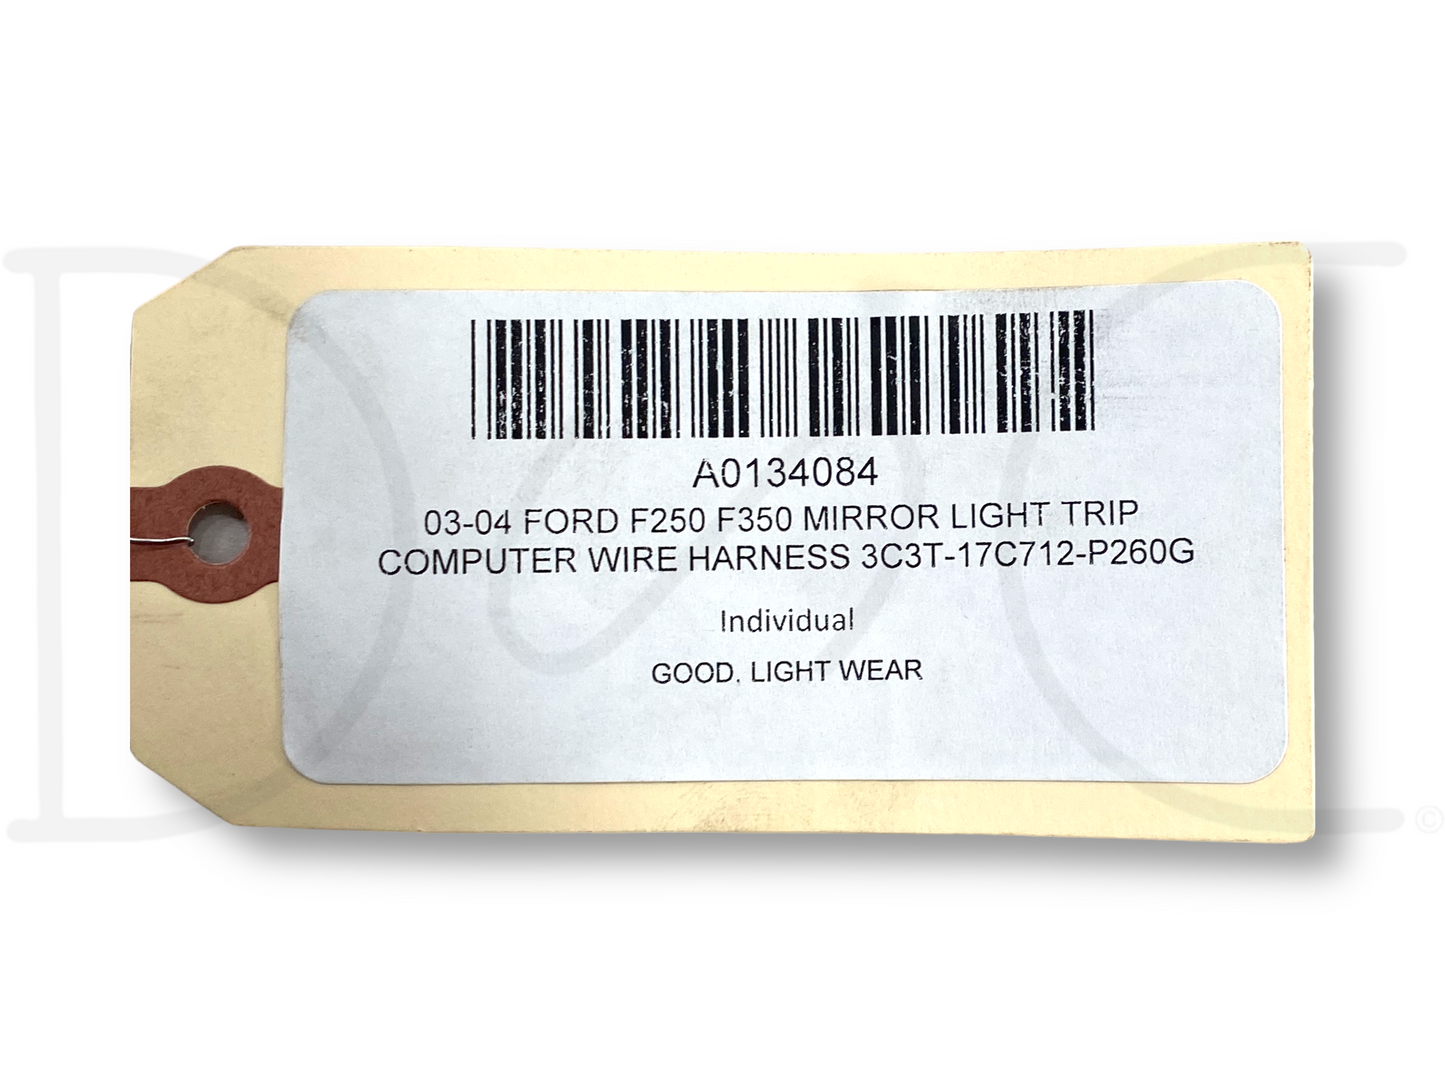 A0134084
03-04 FORD F250 F350 MIRROR LIGHT TRIP
COMPUTER WIRE HARNESS 3C3T-17C712-P260G
Individual
GOOD. LIGHT WEAR
D C ©